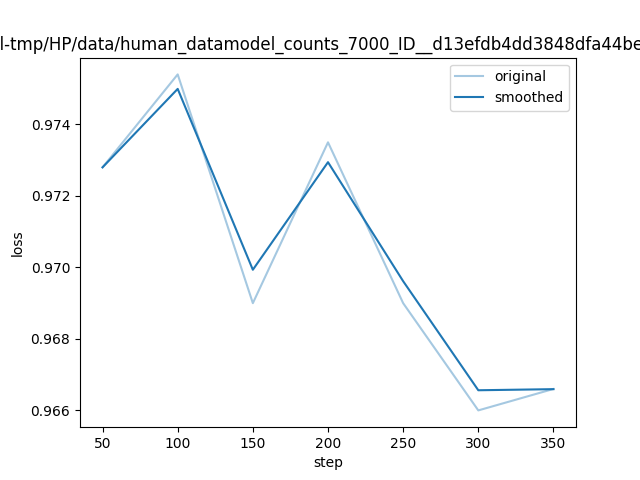 l-tmp/HP/data/human_datamodel_counts_7000_ID__d13efdb4dd3848dfa44be
original
smoothed
0.974
0.972
0.970
0.968
0.966
loss
50 100 150 200 250 300 350
step